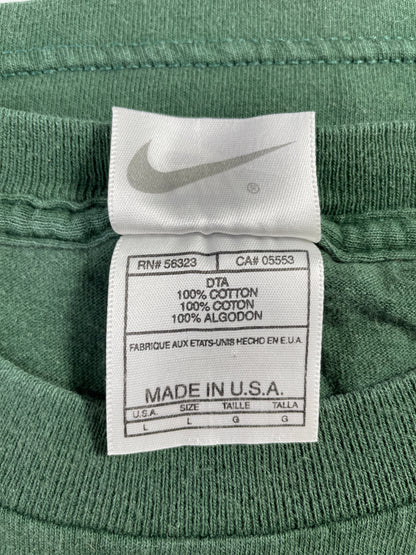 ®
RN# 56323 CA# 05553
DTA
100% COTTON
100% COTON
100% ALGODON
FABRIQUE AUX ETATS-UNIS HECHO EN E.U.A.
MADE IN U.S.A.
U.S.A. SIZE TAILLE TALLA
L L G G